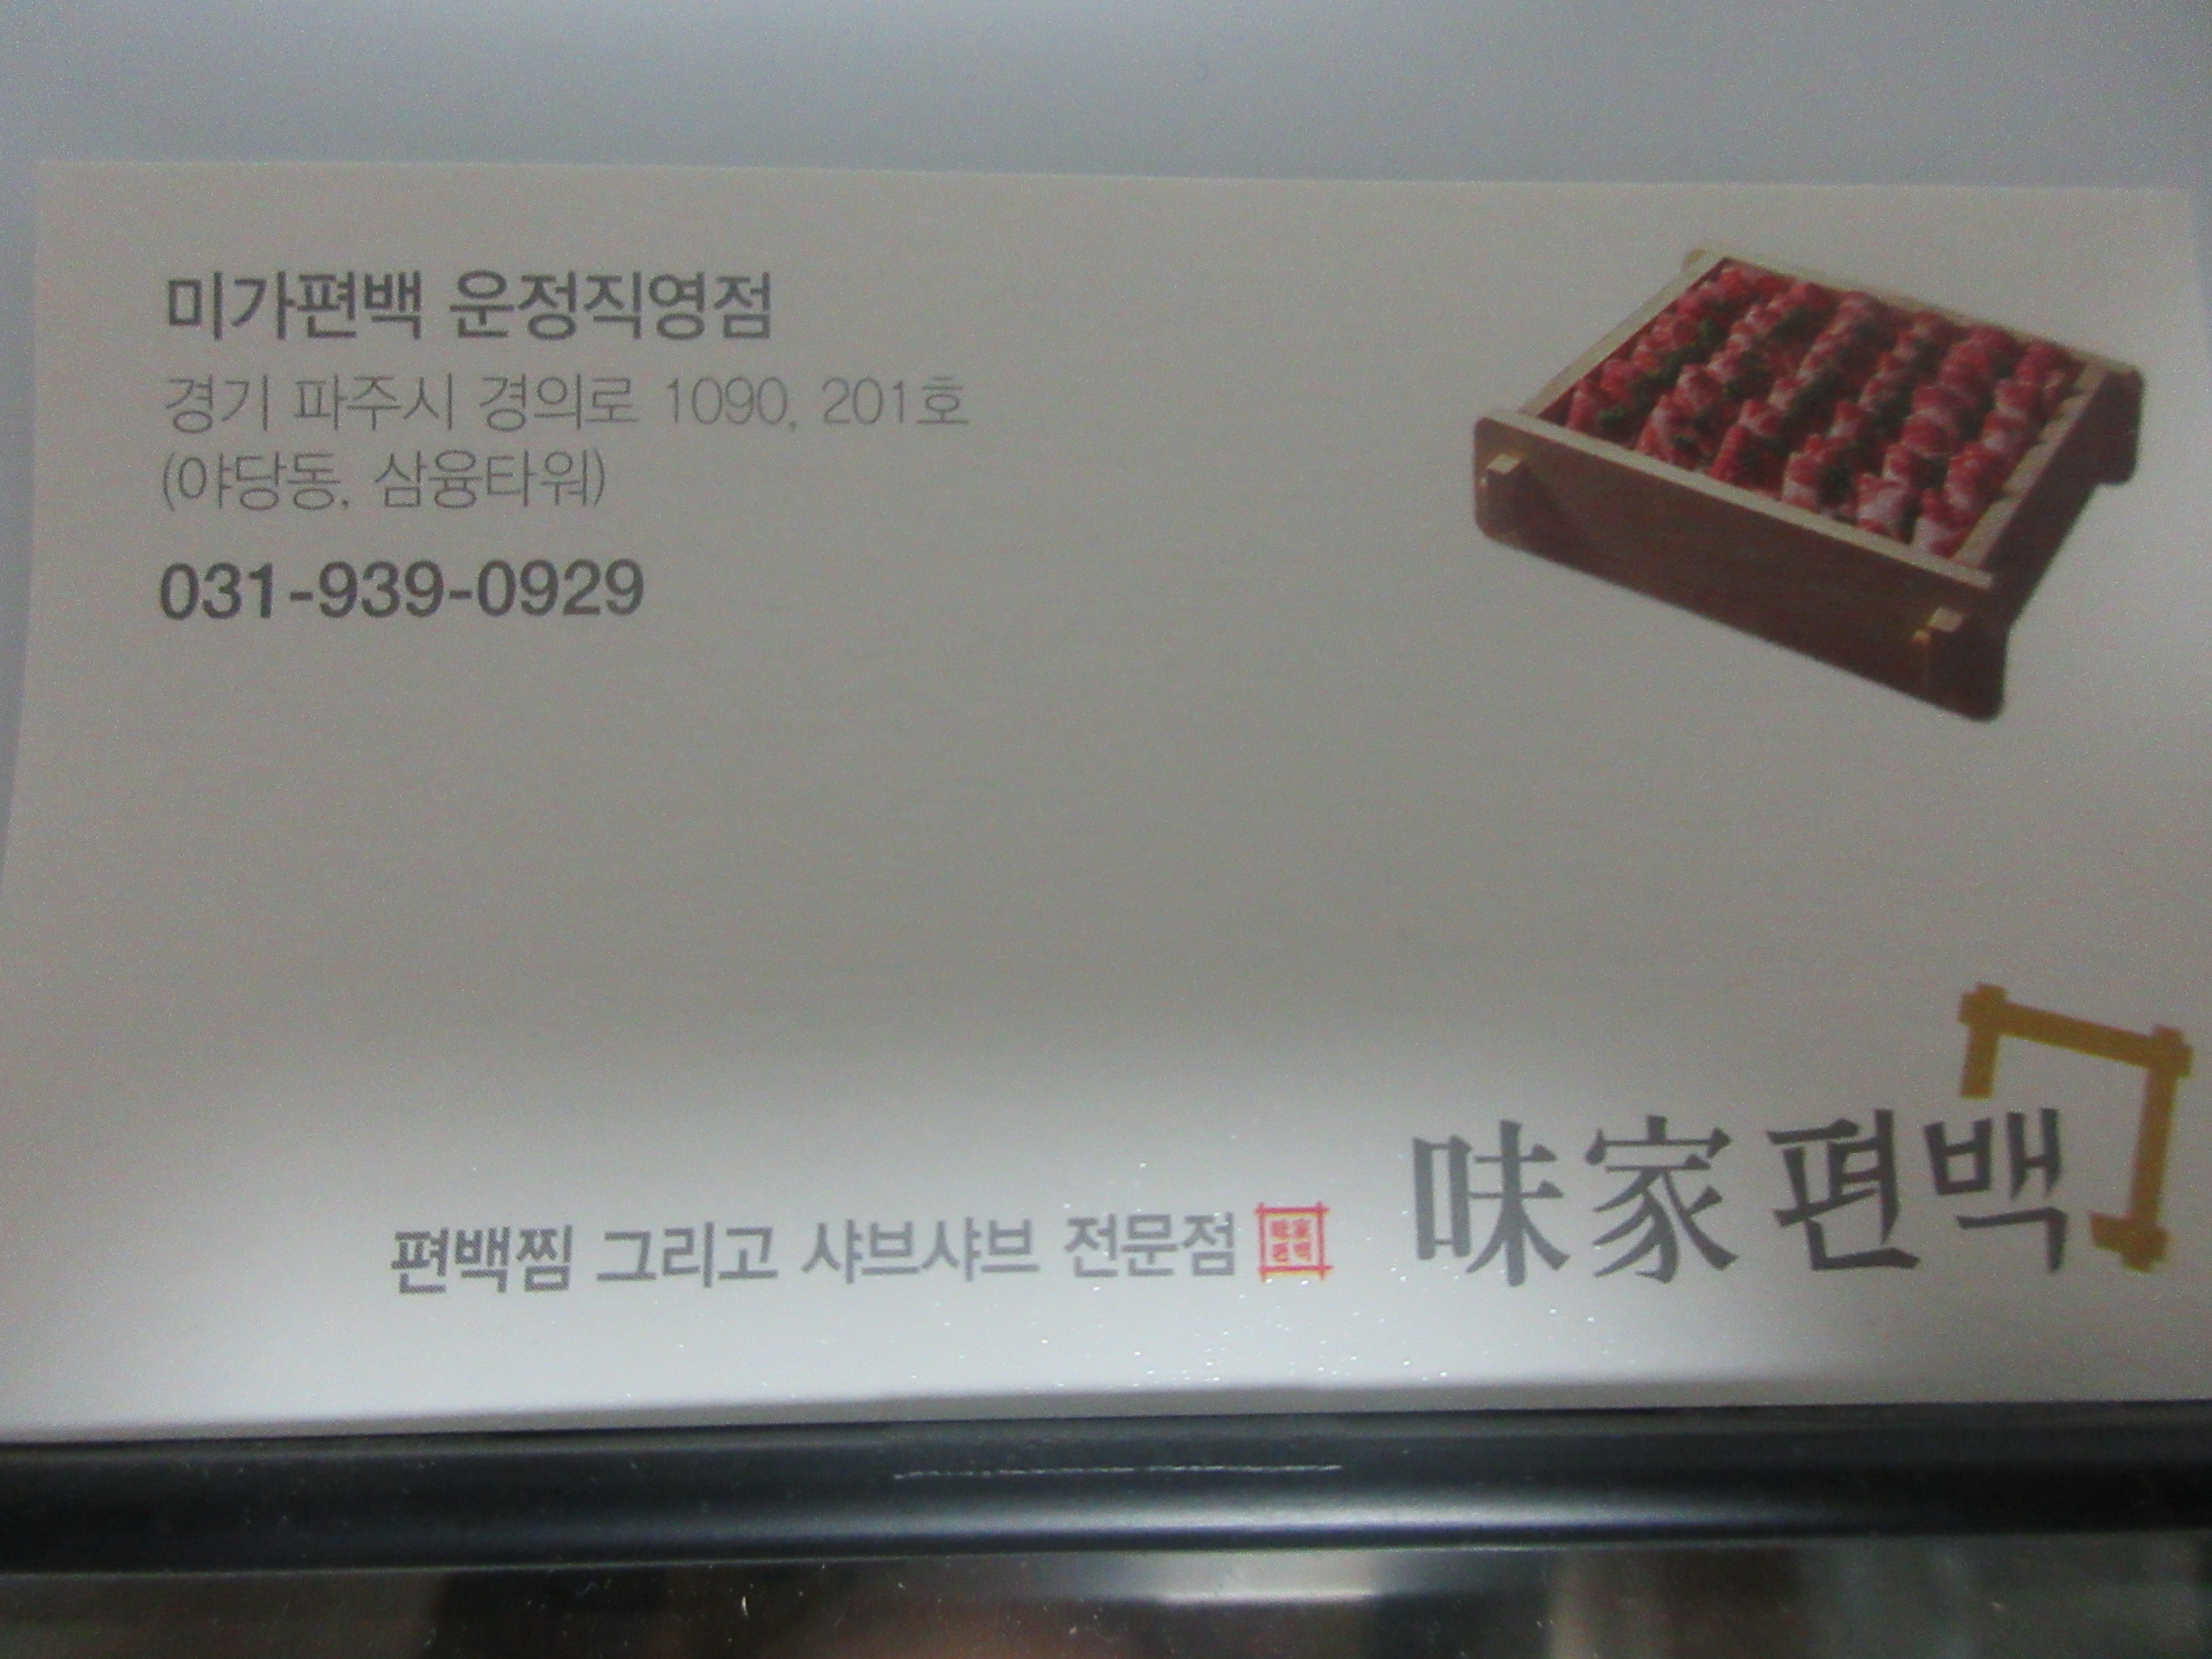 미가편백 운정직영점
경기 파주시 경의로 1090, 201호
(야당동, 삼융타워)
031-939-0929
편백찜 그리고 샤브샤브 전문점
味家편백